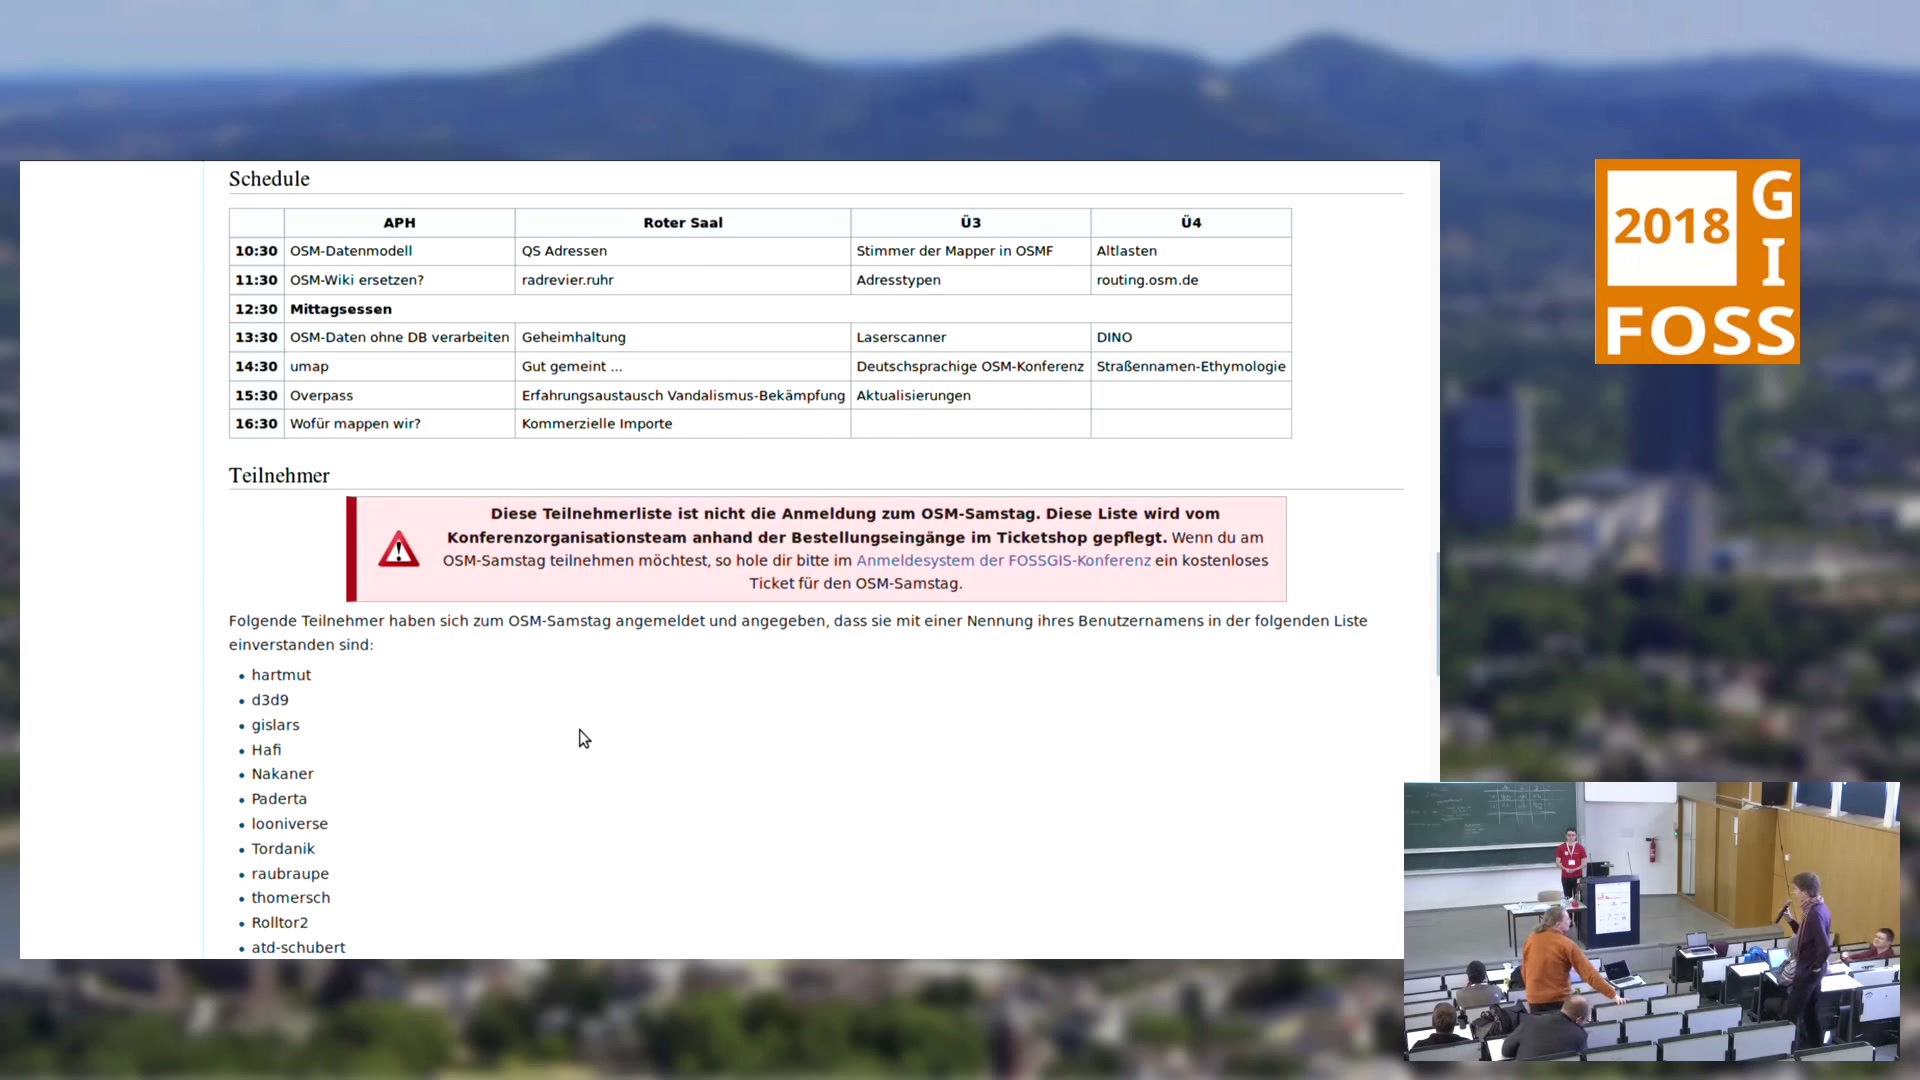 Schedule
APH Roter Saal Ü3 Ü4
10:30 OSM-Datenmodell QS Adressen Stimmer der Mapper in OSMF Altlasten
11:30 OSM-Wiki ersetzen? radrevier.ruhr Adresstypen routing.osm.de
12:30 Mittagsessen
13:30 OSM-Daten ohne DB verarbeiten Geheimhaltung Laserscanner DINO
14:30 umap Gut gemeint ... Deutschsprachige OSM-Konferenz Straßennamen-Ethymologie
15:30 Overpass Erfahrungsaustausch Vandalismus-Bekämpfung Aktualisierungen
16:30 Wofür mappen wir? Kommerzielle Importe
Teilnehmer
Diese Teilnehmerliste ist nicht die Anmeldung zum OSM-Samstag. Diese Liste wird vom
Konferenzorganisationsteam anhand der Bestellungseingänge im Ticketshop gepflegt. Wenn du am
OSM-Samstag teilnehmen möchtest, so hole dir bitte im Anmeldesystem der FOSSGIS-Konferenz ein kostenloses
Ticket für den OSM-Samstag.
Folgende Teilnehmer haben sich zum OSM-Samstag angemeldet und angegeben, dass sie mit einer Nennung ihres Benutzernamens in der folgenden Liste
einverstanden sind:
• hartmut
• d3d9
• gislars
• Hafi
• Nakaner
• Paderta
• looniverse
• Tordanik
• raubraupe
• thomersch
• Rolltor2
• atd-schubert
2018 G
I
FOSS